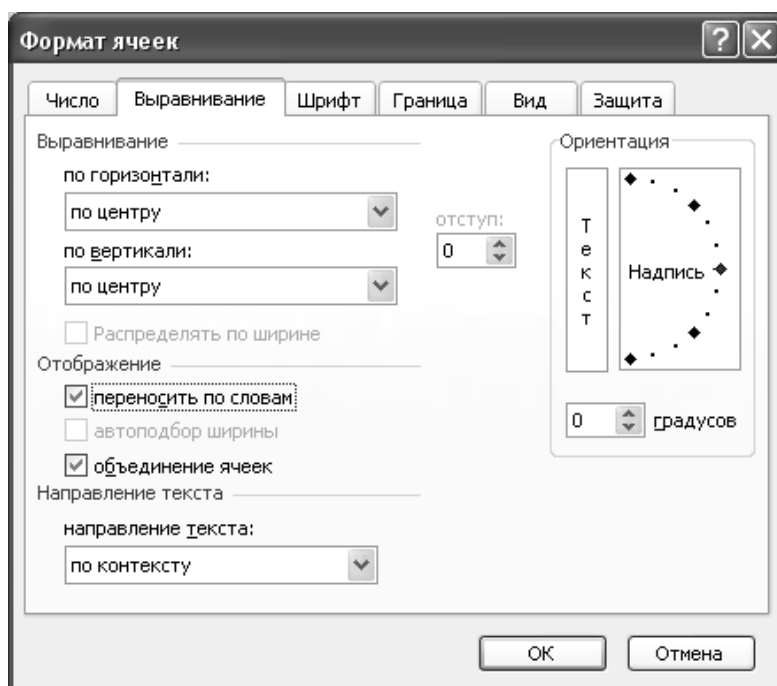 Формат ячеек
Число Выравнивание Шрифт Граница Вид Защита
Выравнивание
по горизонтали:
по центру
отступ:
0
по вертикали:
по центру
Распределять по ширине
Отображение
переносить по словам
автоподбор ширины
объединение ячеек
Направление текста
направление текста:
по контексту
Ориентация
Текст
Надпись
0 градусов
ОК Отмена